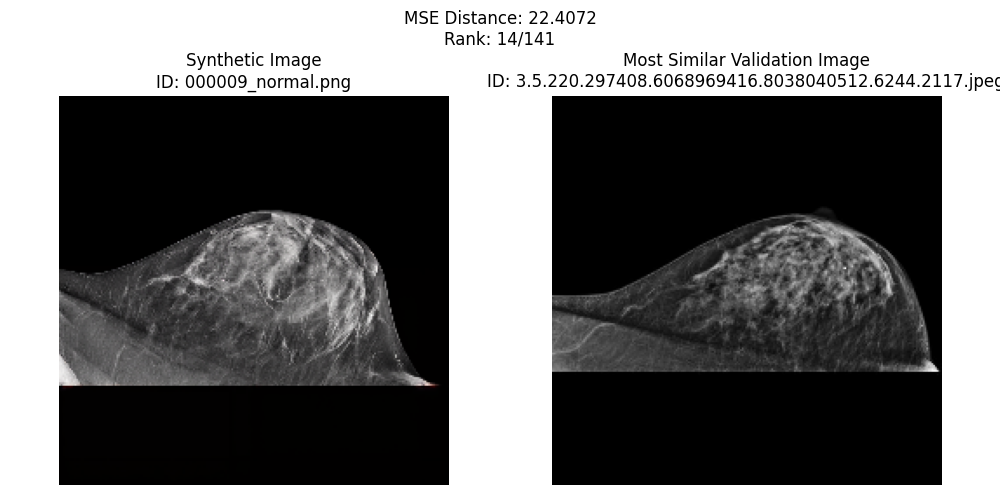 MSE Distance: 22.4072
Rank: 14/141
Synthetic Image
ID: 000009_normal.png
Most Similar Validation Image
ID: 3.5.220.297408.6068969416.8038040512.6244.2117.jpeg